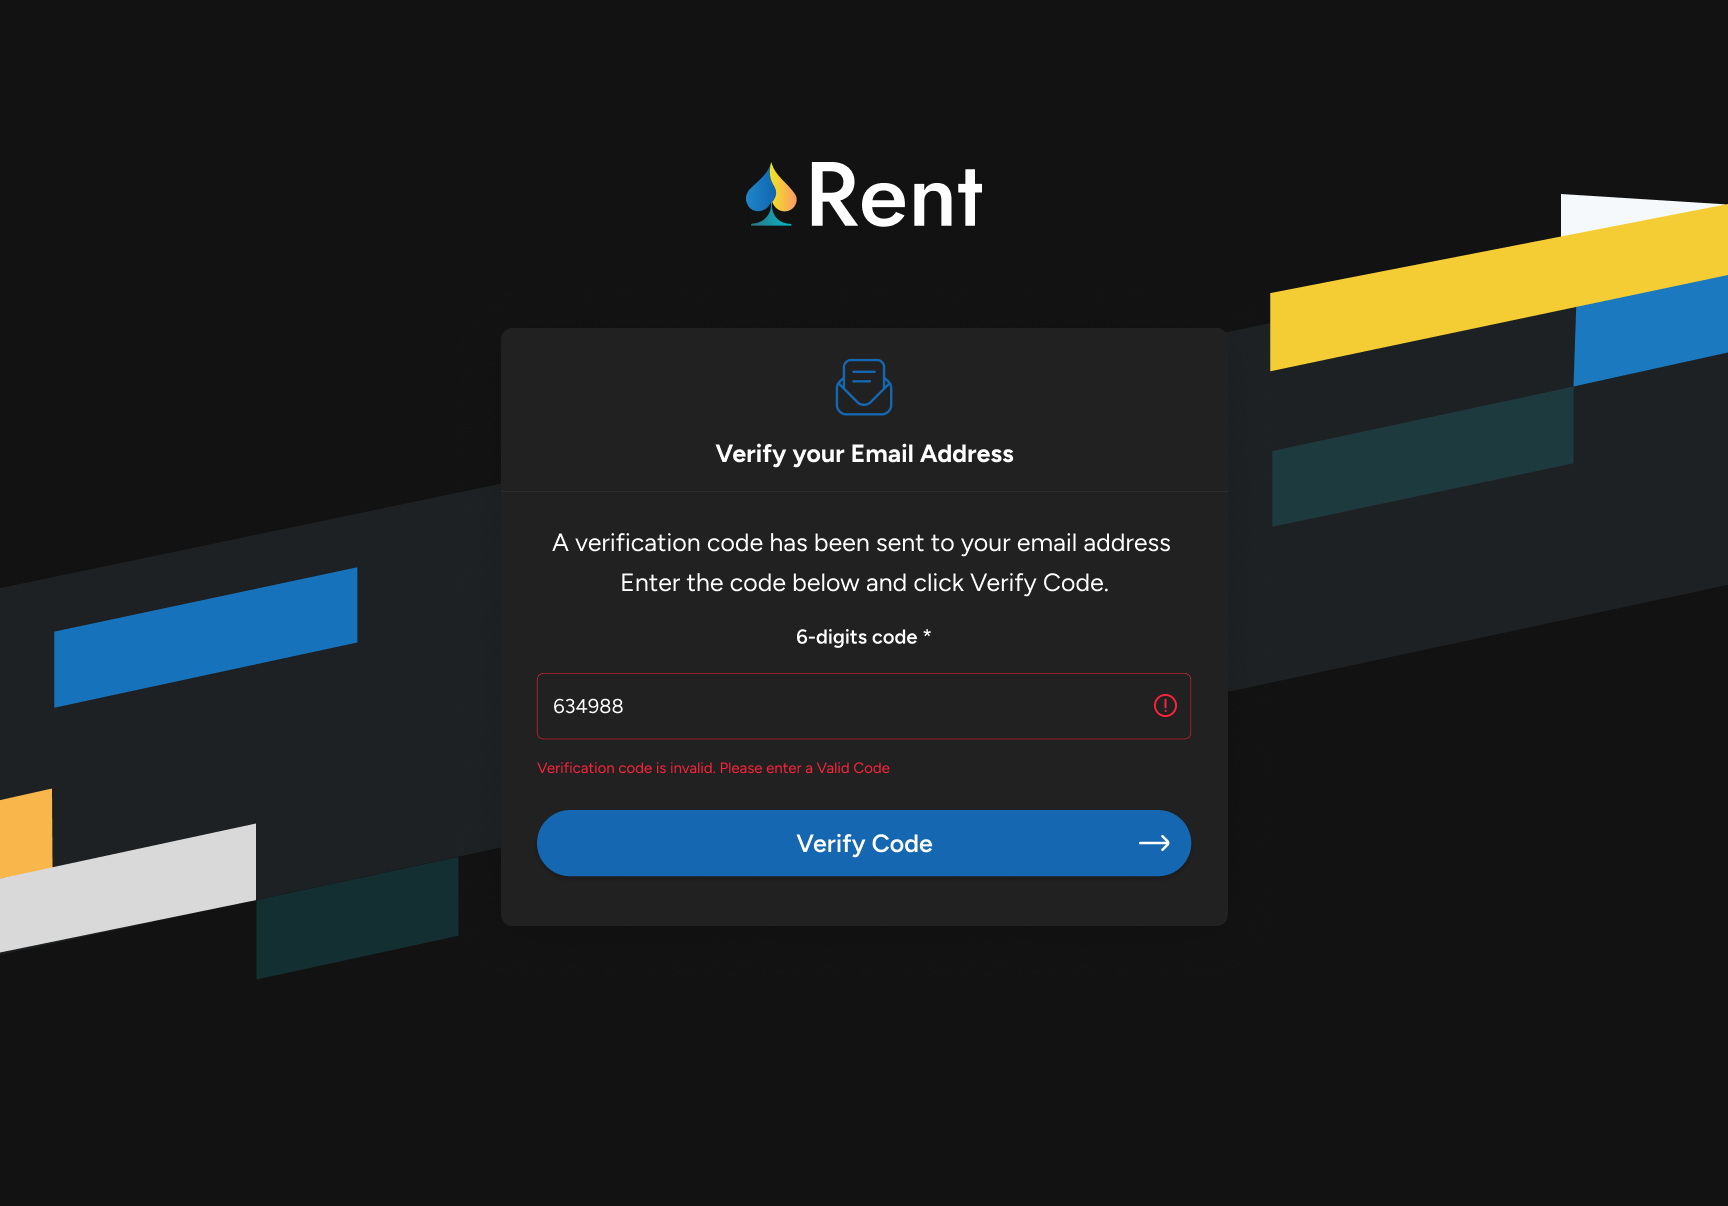 Rent
Verify your Email Address
A verification code has been sent to your email address
Enter the code below and click Verify Code.
6-digits code *
634988
Verification code is invalid. Please enter a Valid Code
Verify Code